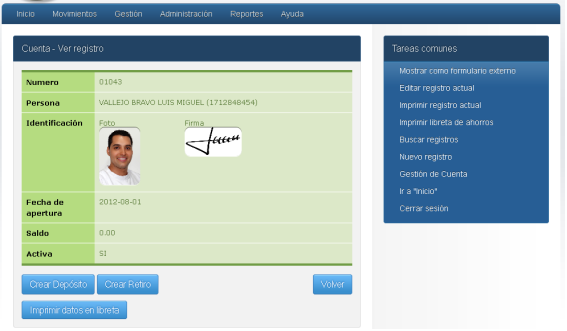 Inicio Movimientos Gestión Administración Reportes Ayuda
Cuenta - Ver registro
Numero 01043
Persona VALLEJO BRAVO LUIS MIGUEL (1712848454)
Identificación Foto Firma
Fecha de apertura 2012-08-01
Saldo 0.00
Activa SI
Crear Depósito Crear Retiro Volver
Imprimir datos en libreta
Tareas comunes
Mostrar como formulario externo
Editar registro actual
Imprimir registro actual
Imprimir libreta de ahorros
Buscar registros
Nuevo registro
Gestión de Cuenta
Ir a "Inicio"
Cerrar sesión